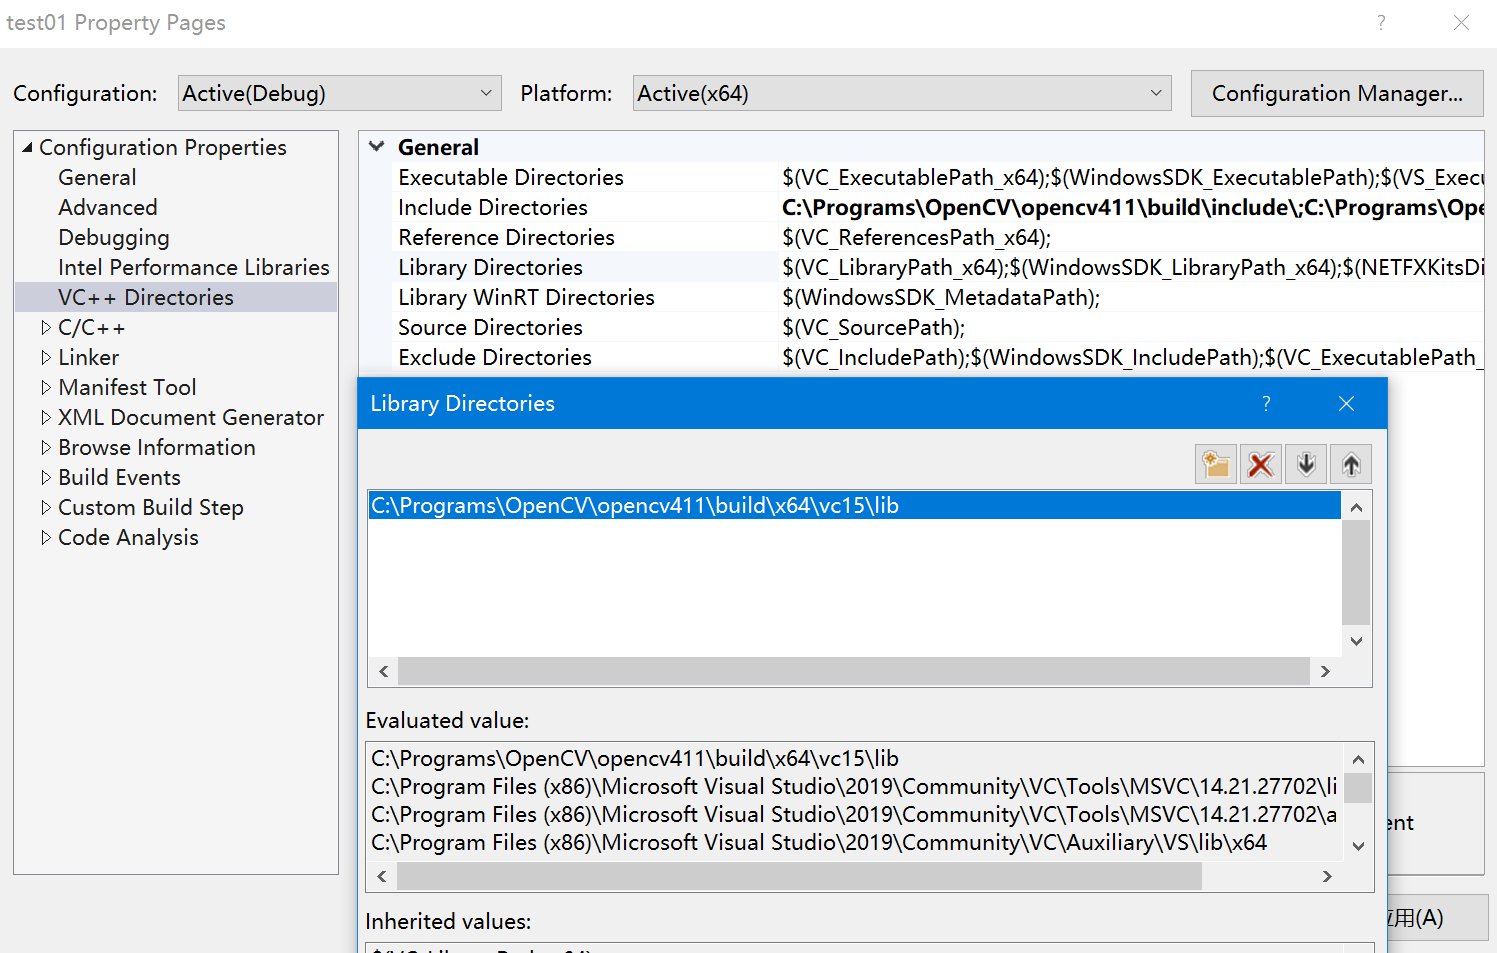 test01 Property Pages
Configuration: Active(Debug) Platform: Active(x64) Configuration Manager...
Configuration Properties
General
Advanced
Debugging
Intel Performance Libraries
VC++ Directories
C/C++
Linker
Manifest Tool
XML Document Generator
Browse Information
Build Events
Custom Build Step
Code Analysis
General
Executable Directories $(VC_ExecutablePath_x64);$(WindowsSDK_ExecutablePath);$(VS_Execu
Include Directories C:\Programs\OpenCV\opencv411\build\include\;C:\Programs\Ope
Reference Directories $(VC_ReferencesPath_x64);
Library Directories $(VC_LibraryPath_x64);$(WindowsSDK_LibraryPath_x64);$(NETFXKitsDi
Library WinRT Directories $(WindowsSDK_MetadataPath);
Source Directories $(VC_SourcePath);
Exclude Directories $(VC_IncludePath);$(WindowsSDK_IncludePath);$(VC_ExecutablePath_
Library Directories
C:\Programs\OpenCV\opencv411\build\x64\vc15\lib
Evaluated value:
C:\Programs\OpenCV\opencv411\build\x64\vc15\lib
C:\Program Files (x86)\Microsoft Visual Studio\2019\Community\VC\Tools\MSVC\14.21.27702\li
C:\Program Files (x86)\Microsoft Visual Studio\2019\Community\VC\Tools\MSVC\14.21.27702\a
C:\Program Files (x86)\Microsoft Visual Studio\2019\Community\VC\Auxiliary\VS\lib\x64
Inherited values:
ent
用(A)